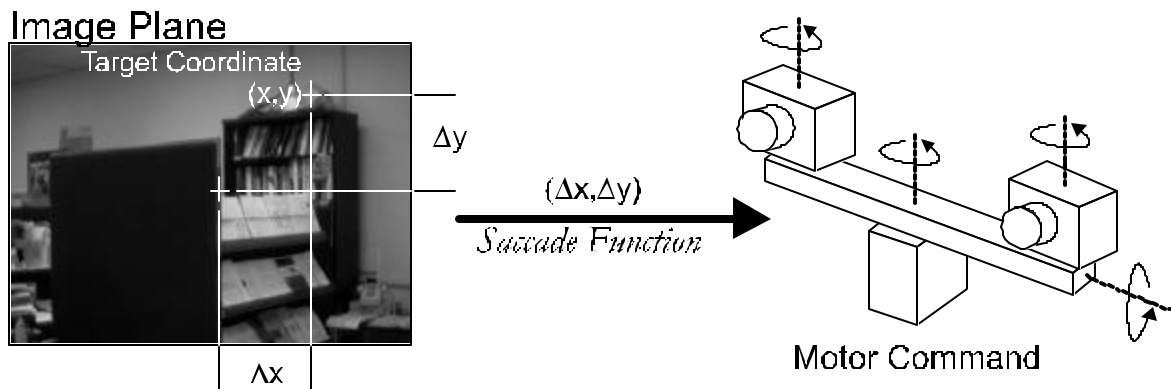 Image Plane
Target Coordinate
(x,y)
Δy
Δx
(Δx,Δy)
Saccade Function
Motor Command